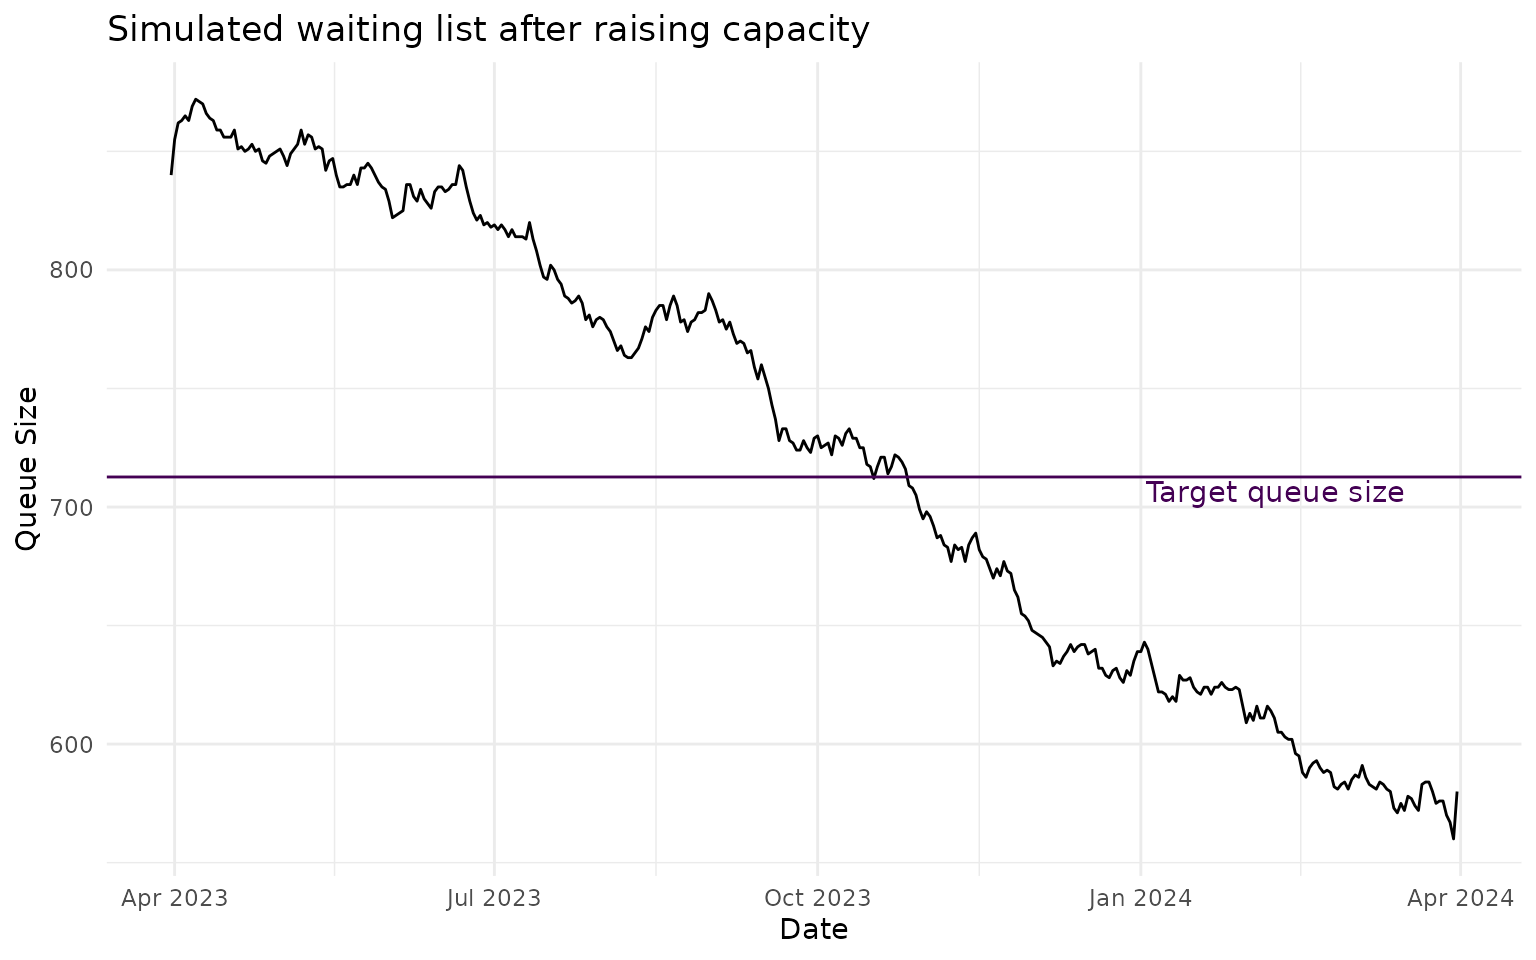 Simulated waiting list after raising capacity
Queue Size
800
700
600
Target queue size
Apr 2023
Jul 2023
Oct 2023
Jan 2024
Apr 2024
Date